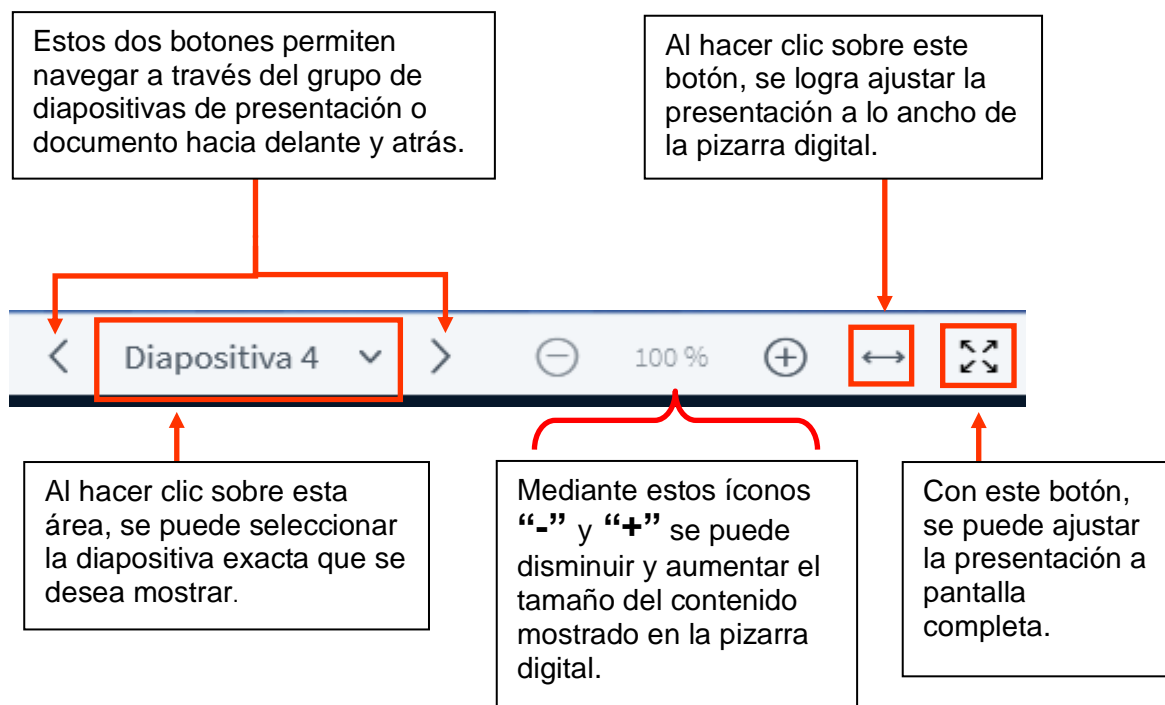 Estos dos botones permiten
navegar a través del grupo de
diapositivas de presentación o
documento hacia delante y atrás.
Al hacer clic sobre este
botón, se logra ajustar la
presentación a lo ancho de
la pizarra digital.
Diapositiva 4
100 %
Al hacer clic sobre esta
área, se puede seleccionar
la diapositiva exacta que se
desea mostrar.
Mediante estos íconos
“-” y “+” se puede
disminuir y aumentar el
tamaño del contenido
mostrado en la pizarra
digital.
Con este botón,
se puede ajustar
la presentación a
pantalla
completa.